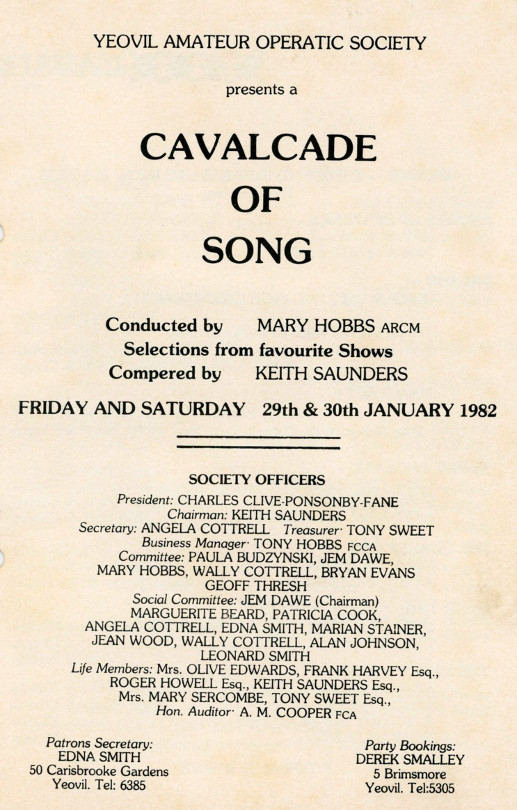 YEOVIL AMATEUR OPERATIC SOCIETY
presents a
CAVALCADE
OF
SONG
Conducted by MARY HOBBS ARCM
Selections from favourite Shows
Compered by KEITH SAUNDERS
FRIDAY AND SATURDAY 29th & 30th JANUARY 1982
SOCIETY OFFICERS
President: CHARLES CLIVE-PONSONBY-FANE
Chairman: KEITH SAUNDERS
Secretary: ANGELA COTTRELL Treasurer: TONY SWEET
Business Manager: TONY HOBBS FCCA
Committee: PAULA BUDZYNSKI, JEM DAWE,
MARY HOBBS, WALLY COTTRELL, BRYAN EVANS
GEOFF THRESH
Social Committee: JEM DAWE (Chairman)
MARGUERITE BEARD, PATRICIA COOK,
ANGELA COTTRELL, EDNA SMITH, MARIAN STAINER,
JEAN WOOD, WALLY COTTRELL, ALAN JOHNSON,
LEONARD SMITH
Life Members: Mrs. OLIVE EDWARDS, FRANK HARVEY Esq.,
ROGER HOWELL Esq., KEITH SAUNDERS Esq.,
Mrs. MARY SERCOMBE, TONY SWEET Esq.,
Hon. Auditor: A. M. COOPER FCA
Patrons Secretary:
EDNA SMITH
50 Carisbrooke Gardens
Yeovil. Tel: 6385
Party Bookings:
DEREK SMALLEY
5 Brimsmore
Yeovil. Tel:5305